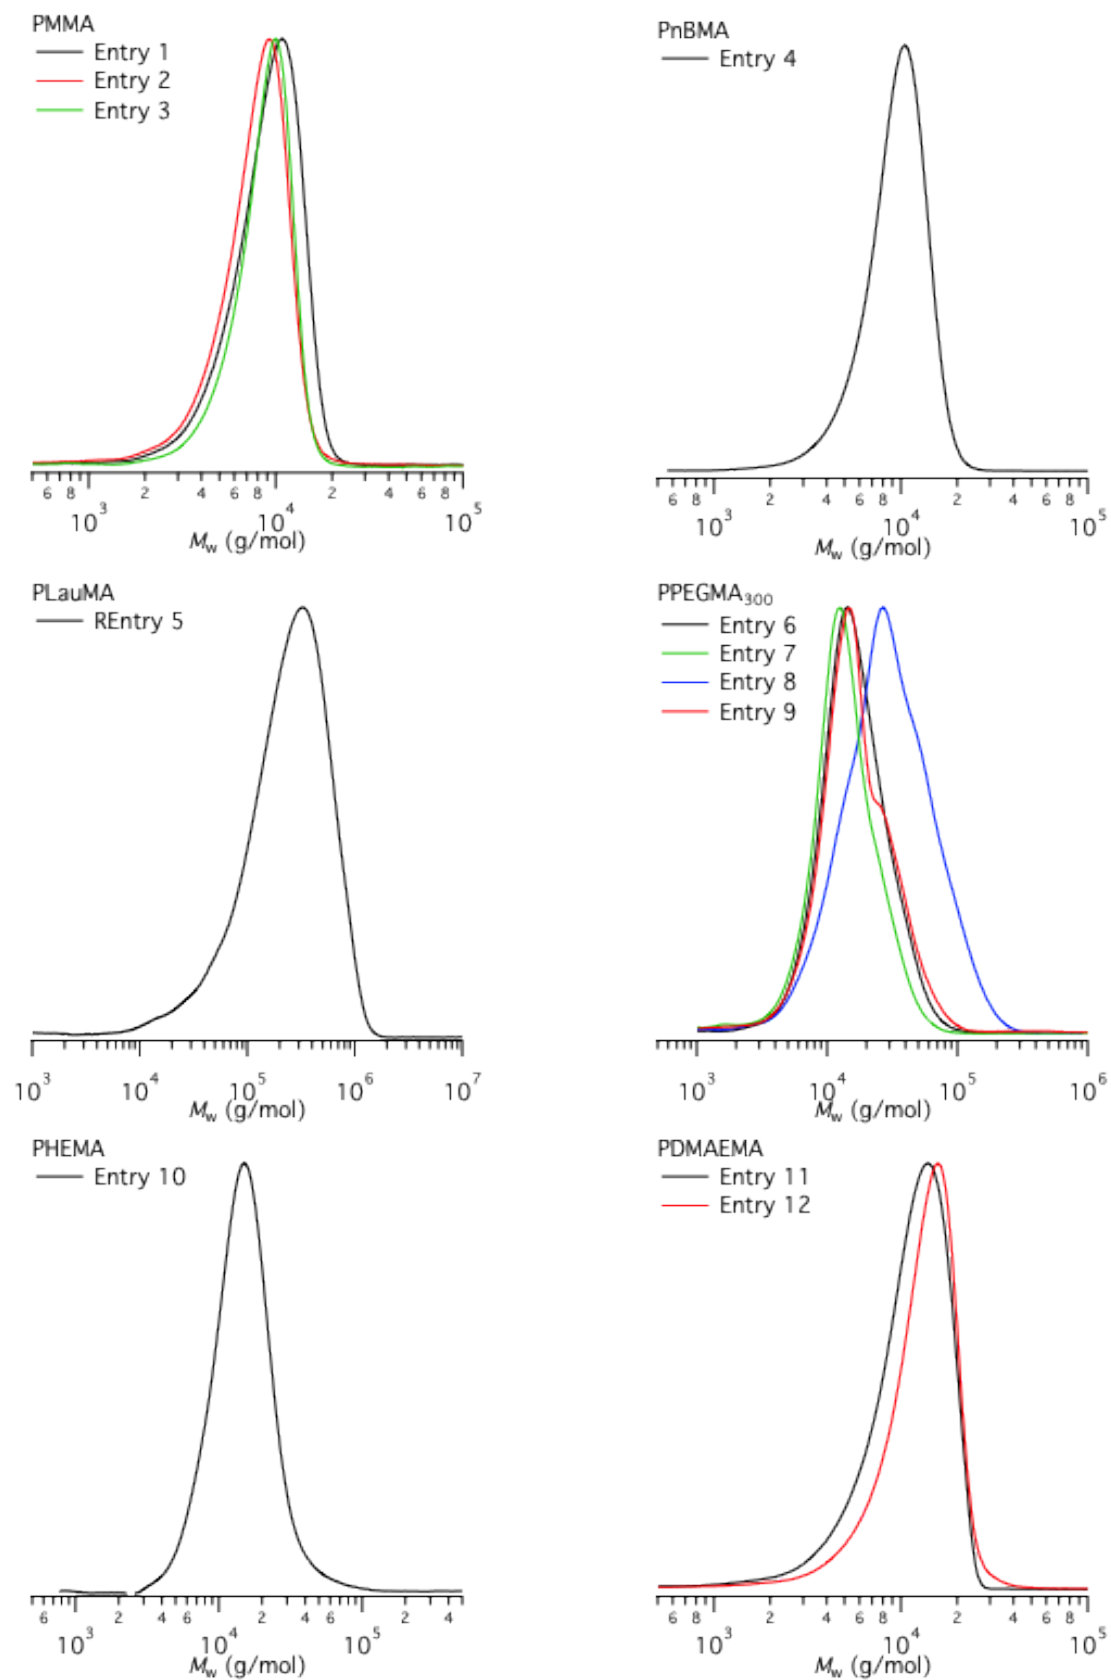 PMMA
Entry 1
Entry 2
Entry 3
6 8 2 4 6 8 2 4 6 8
10³ 10⁴ 10⁵
Mw (g/mol)
PnBMA
Entry 4
6 8 2 4 6 8 2 4 6 8
10³ 10⁴ 10⁵
Mw (g/mol)
PLauMA
REntry 5
10³ 10⁴ 10⁵ 10⁶ 10⁷
Mw (g/mol)
PPEGMA₃₀₀
Entry 6
Entry 7
Entry 8
Entry 9
10³ 10⁴ 10⁵ 10⁶
Mw (g/mol)
PHEMA
Entry 10
6 2 4 6 2 4 6 2 4
10³ 10⁴ 10⁵
Mw (g/mol)
PDMAEMA
Entry 11
Entry 12
6 8 2 4 6 8 2 4 6 8
10³ 10⁴ 10⁵
Mw (g/mol)